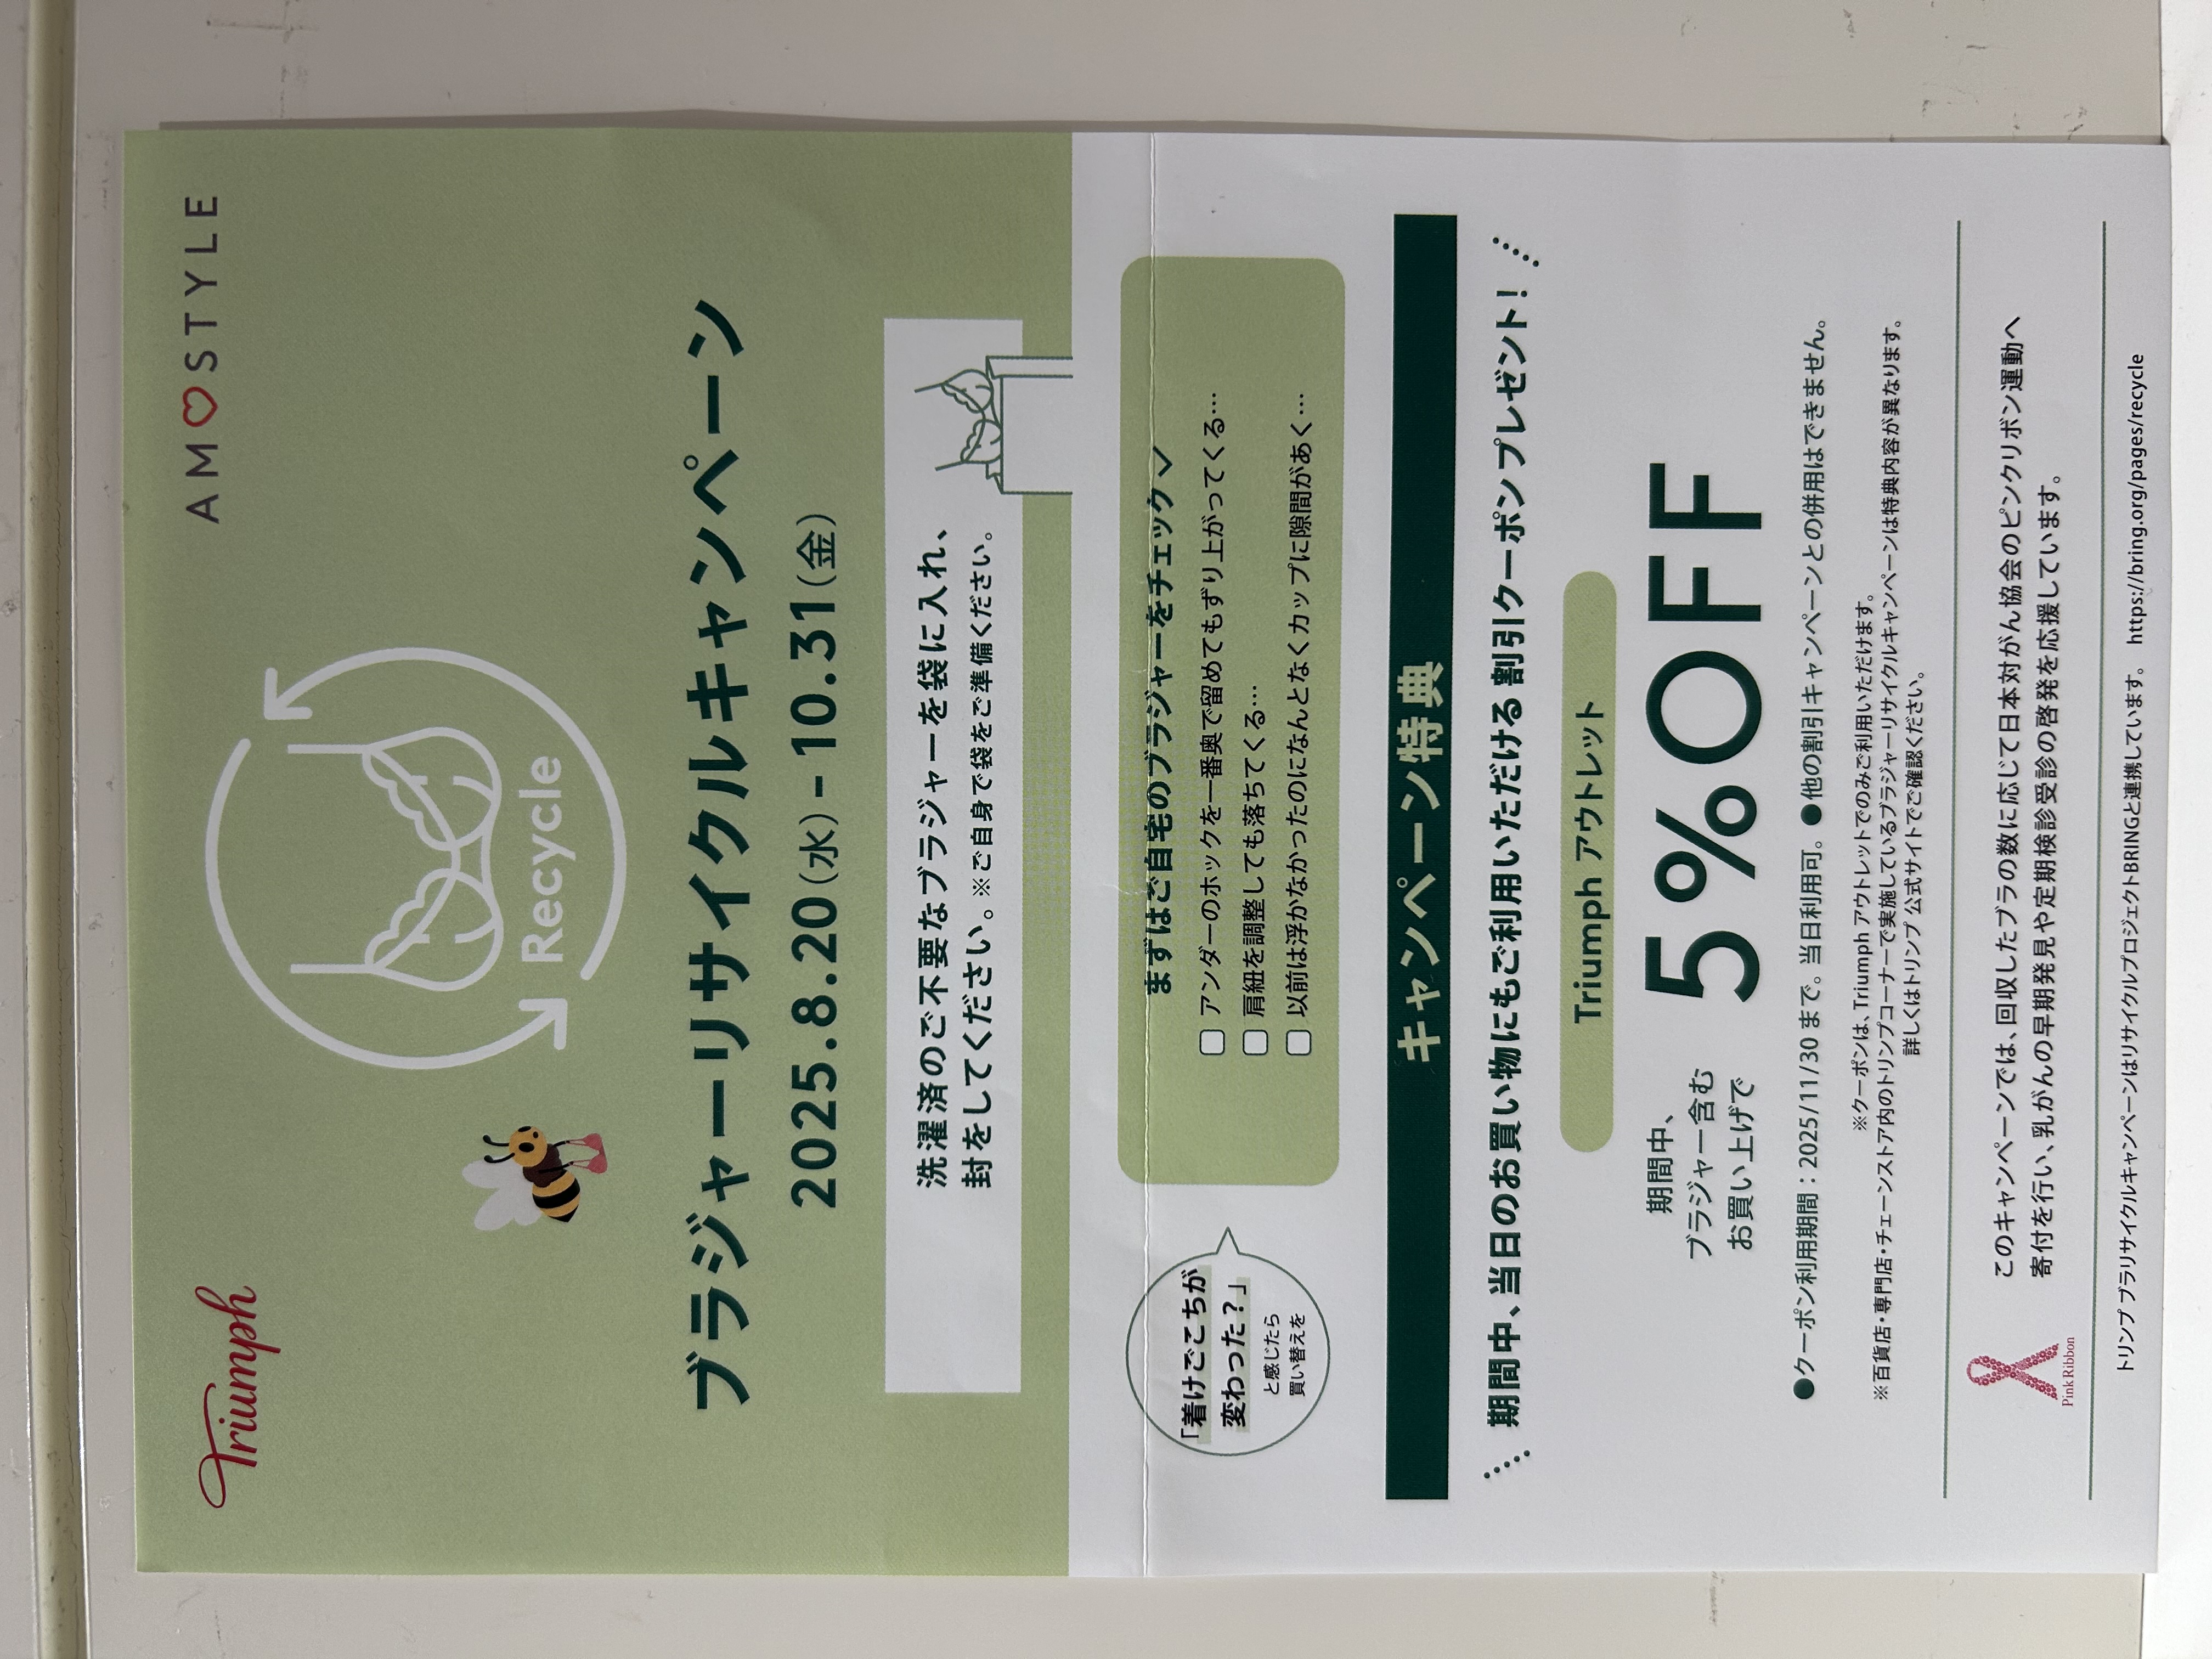 Triumph
AMOSTYLE
Recycle
ブラジャーリサイクルキャンペーン
2025.8.20(水)-10.31(金)
洗濯済のご不要なブラジャーを袋に入れ、
封をしてください。※ご自身で袋をご準備ください。
「着けごこちが
変わった？」
と感じたら
買い替えを
まずはご自宅のブラジャーをチェック✓
アンダーのホックを一番奥で留めてもずり上がってくる…
肩紐を調整しても落ちてくる…
以前は浮かなかったのになんとなくカップに隙間があく…
キャンペーン特典
期間中、当日のお買い物にもご利用いただける 割引クーポンプレゼント！
Triumph アウトレット
期間中、
ブラジャー含む
お買い上げで
5%OFF
●クーポン利用期間：2025/11/30 まで。当日利用可。●他の割引キャンペーンとの併用はできません。
※クーポンは、Triumph アウトレットでのみご利用いただけます。
※百貨店・専門店・チェーンストア内のトリンプコーナーで実施しているブラジャーリサイクルキャンペーンは特典内容が異なります。
詳しくはトリンプ 公式サイトでご確認ください。
Pink Ribbon
このキャンペーンでは、回収したブラの数に応じて日本対がん協会のピンクリボン運動へ
寄付を行い、乳がんの早期発見や定期検診受診の啓発を応援しています。
トリンプ ブラリサイクルキャンペーンはリサイクルプロジェクトBRINGと連携しています。 https://bring.org/pages/recycle